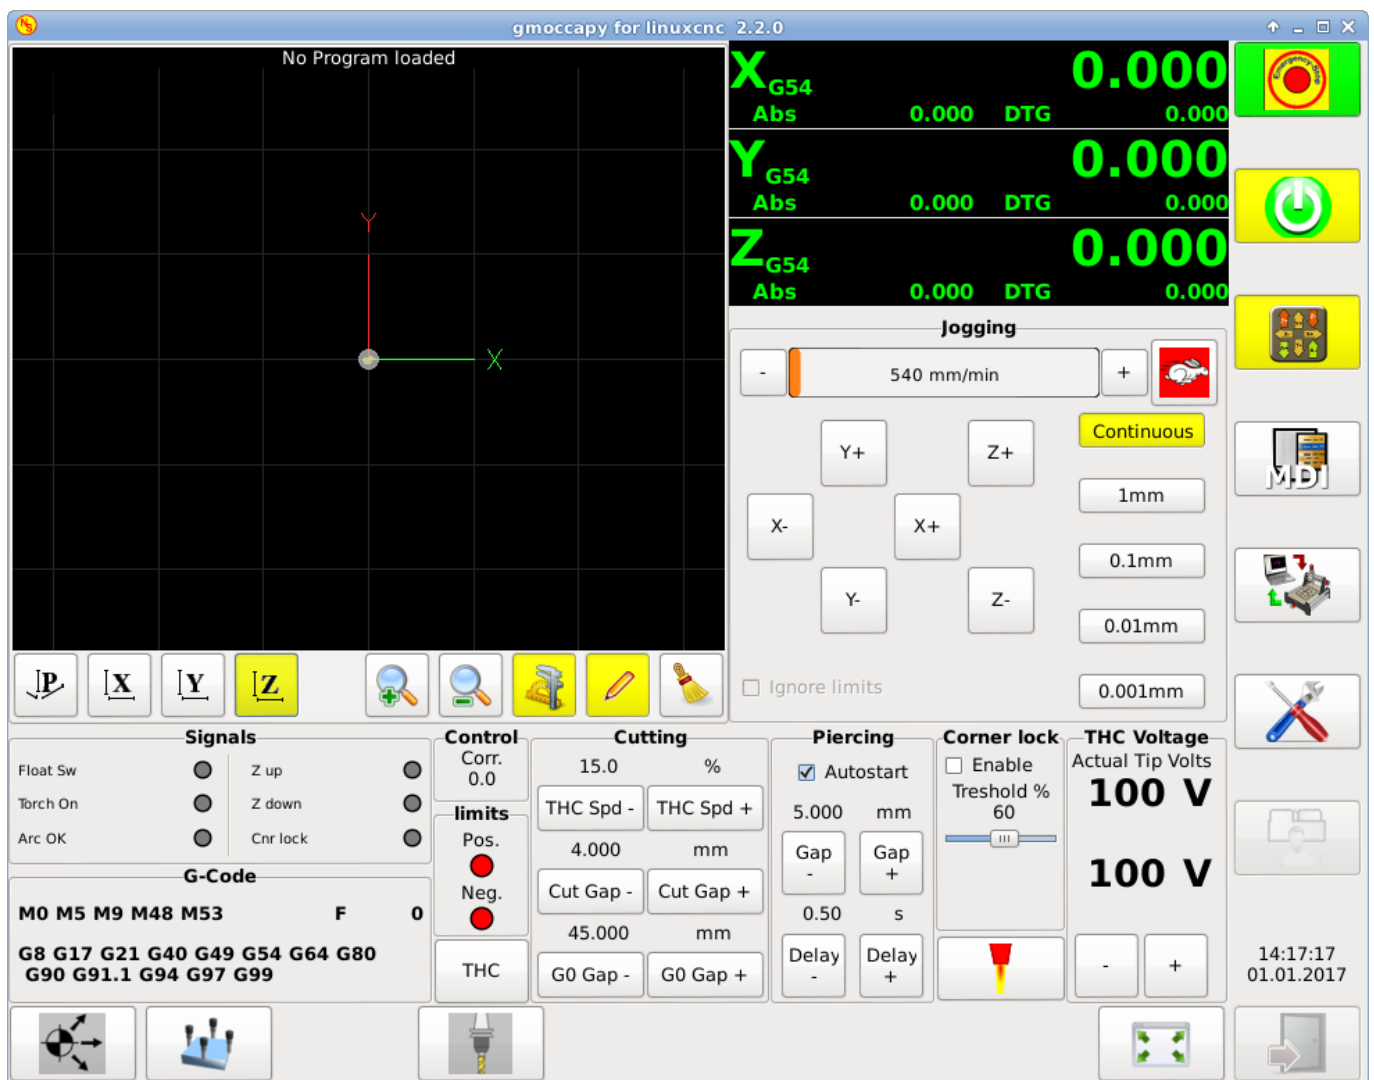 gmoccapy for linuxcnc 2.2.0
No Program loaded
Y
X
X G54 0.000
Abs 0.000 DTG 0.000
Y G54 0.000
Abs 0.000 DTG 0.000
Z G54 0.000
Abs 0.000 DTG 0.000
Emergency-Stop
Jogging
- 540 mm/min +
Continuous
Y+ Z+
1mm
X- X+
0.1mm
Y- Z-
0.01mm
Ignore limits
0.001mm
MDI
P X Y Z
Signals
Float Sw Z up
Torch On Z down
Arc OK Cnr lock
G-Code
M0 M5 M9 M48 M53 F 0
G8 G17 G21 G40 G49 G54 G64 G80
G90 G91.1 G94 G97 G99
Control
Corr.
0.0
limits
Pos.
Neg.
THC
Cutting
15.0 %
THC Spd - THC Spd +
4.000 mm
Cut Gap - Cut Gap +
45.000 mm
G0 Gap - G0 Gap +
Piercing
Autostart
5.000 mm
Gap - Gap +
0.50 s
Delay - Delay +
Corner lock
Enable
Treshold %
60
THC Voltage
Actual Tip Volts
100 V
100 V
- +
14:17:17
01.01.2017